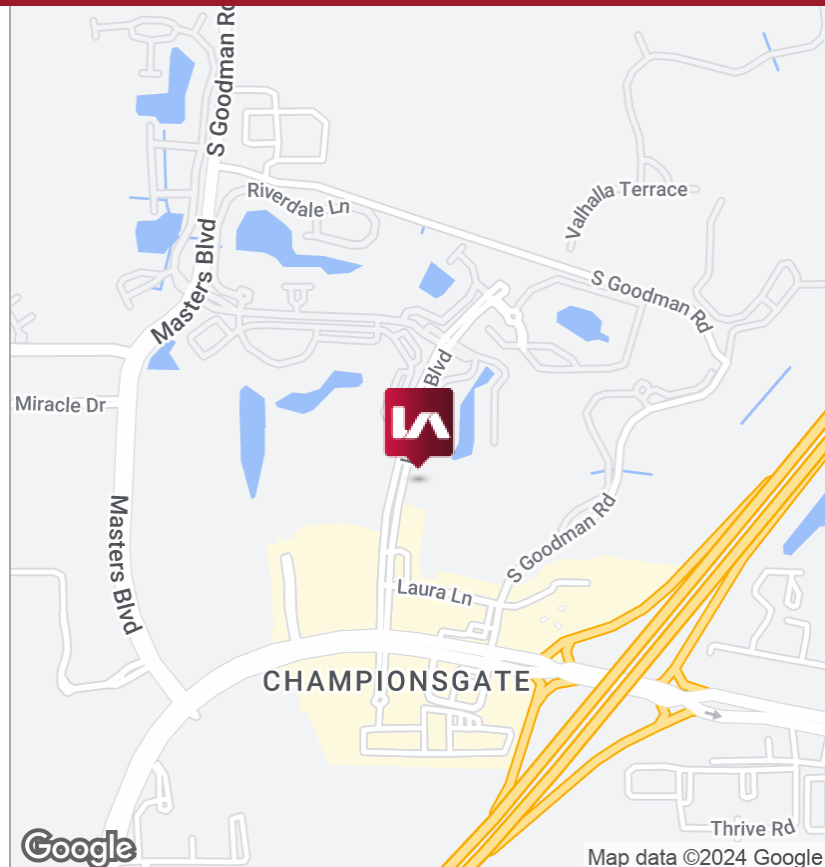 S Goodman Rd
Riverdale Ln
Valhalla Terrace
Masters Blvd
S Goodman Rd
Blvd
Miracle Dr
LA
Masters Blvd
S Goodman Rd
Laura Ln
CHAMPIONSGATE
Thrive Rd
Google
Map data ©2024 Google